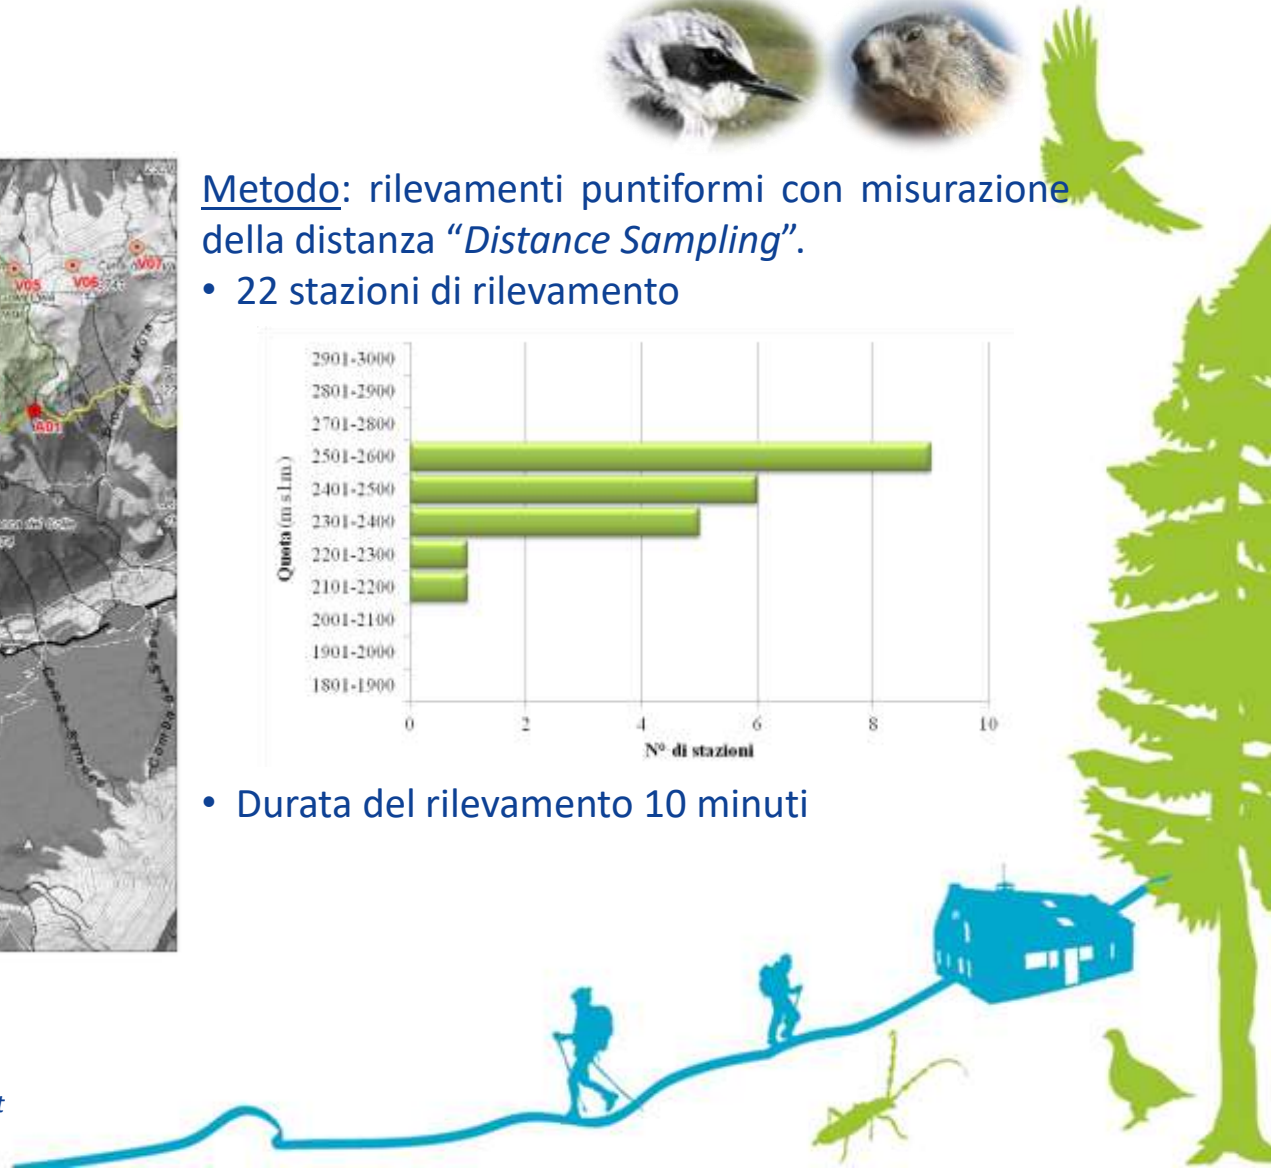 Metodo: rilevamenti puntiformi con misurazione
della distanza “Distance Sampling”.
• 22 stazioni di rilevamento
2901-3000
2801-2900
2701-2800
2501-2600
2401-2500
2301-2400
2201-2300
2101-2200
2001-2100
1901-2000
1801-1900
Quota (m s.l.m.)
0 2 4 6 8 10
N° di stazioni
• Durata del rilevamento 10 minuti
V05
V06
V07
A01